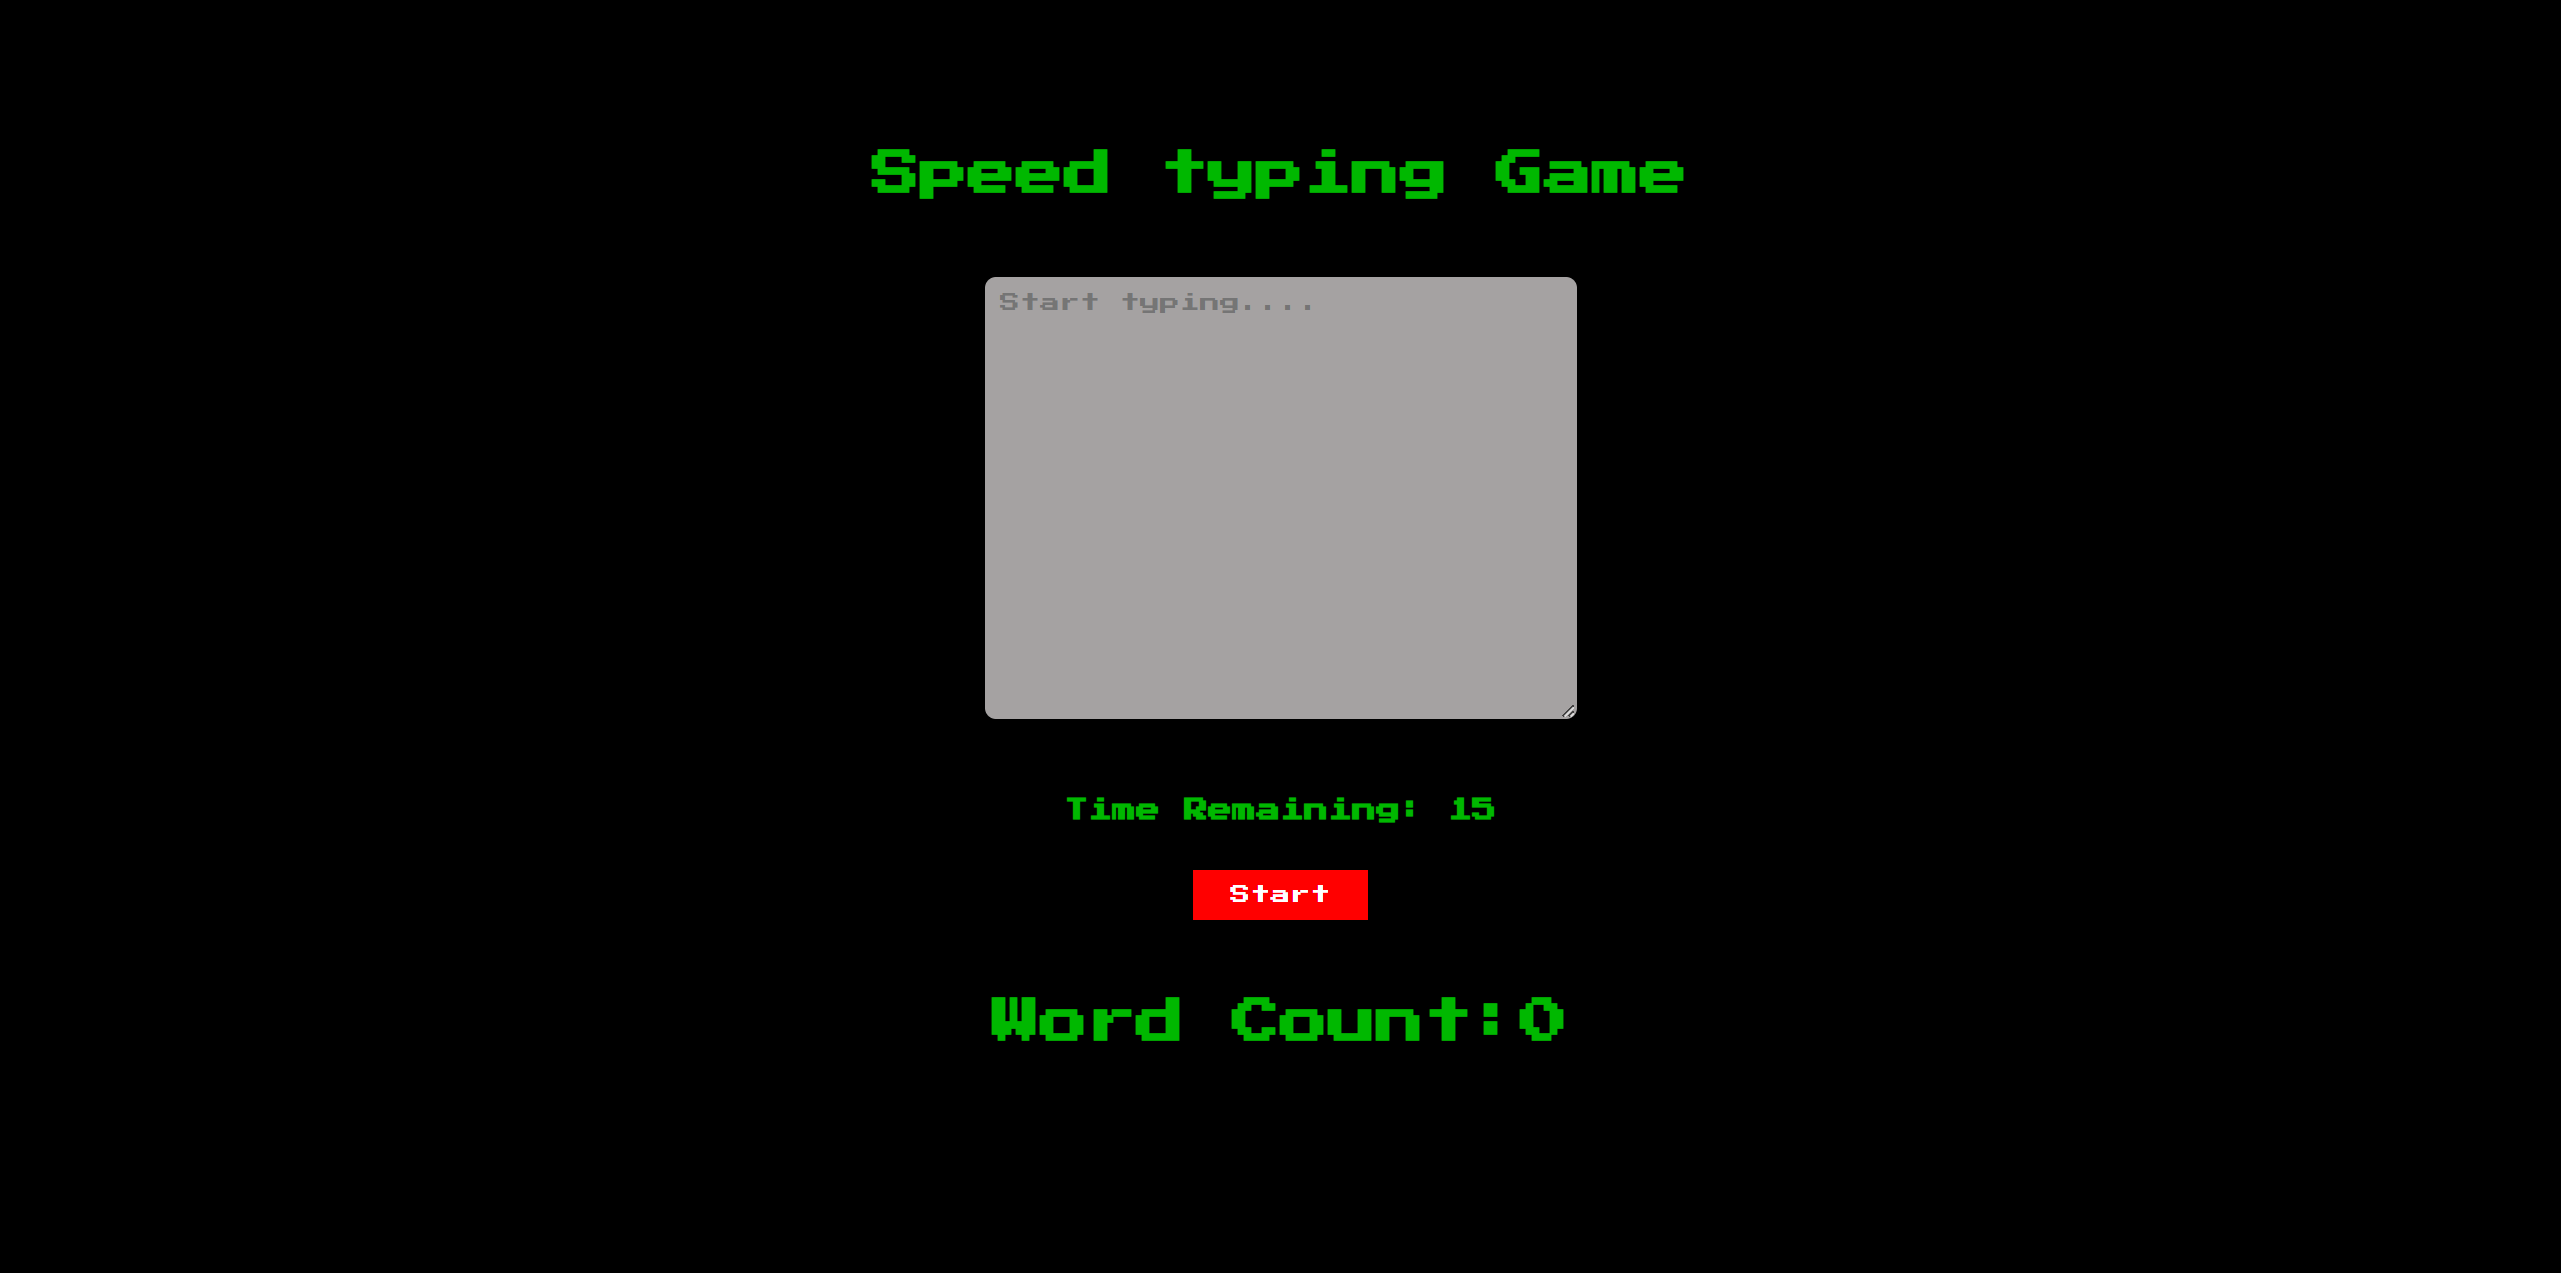 Speed typing Game
Start typing....
Time Remaining: 15
Start
Word Count:0